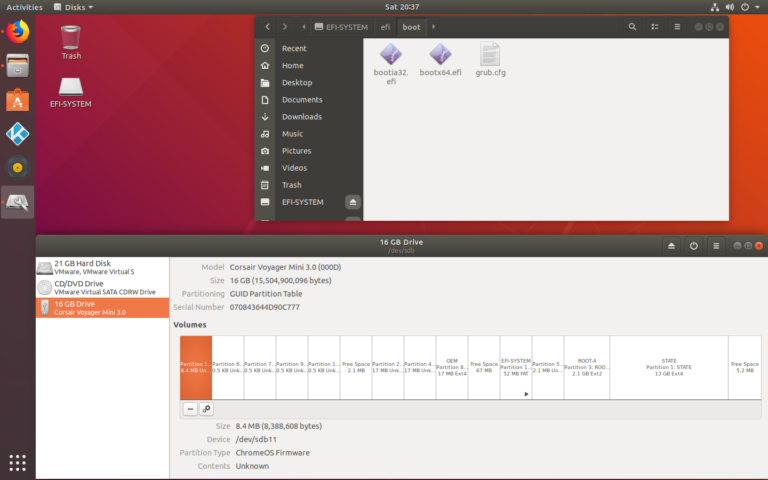 Activities
Disks
Sat 20:37
Trash
EFI-SYSTEM
EFI-SYSTEM
efi
boot
Recent
Home
Desktop
Documents
Downloads
Music
Pictures
Videos
Trash
EFI-SYSTEM
bootia32.
efi
bootx64.efi
grub.cfg
16 GB Drive
/dev/sdb
21 GB Hard Disk
VMware, VMware Virtual S
CD/DVD Drive
VMware Virtual SATA CDRW Drive
16 GB Drive
Corsair Voyager Mini 3.0
Model Corsair Voyager Mini 3.0 (000D)
Size 16 GB (15,504,900,096 bytes)
Partitioning GUID Partition Table
Serial Number 070843644D90C777
Volumes
Partition 1...
8.4 MB Un...
Partition 6...
0.5 KB Unk...
Partition 7...
0.5 KB Unk...
Partition 9...
0.5 KB Unk...
Partition 1...
0.5 KB Unk...
Free Space
2.1 MB
Partition 2...
17 MB Unk...
Partition 4...
17 MB Unk...
OEM
Partition 8...
17 MB Ext4
Free Space
67 MB
EFI-SYSTEM
Partition 1...
52 MB FAT
Partition 5...
2.1 MB Un...
ROOT-A
Partition 3: ROO...
2.1 GB Ext2
STATE
Partition 1: STATE
13 GB Ext4
Free Space
5.2 MB
Size 8.4 MB (8,388,608 bytes)
Device /dev/sdb11
Partition Type ChromeOS Firmware
Contents Unknown